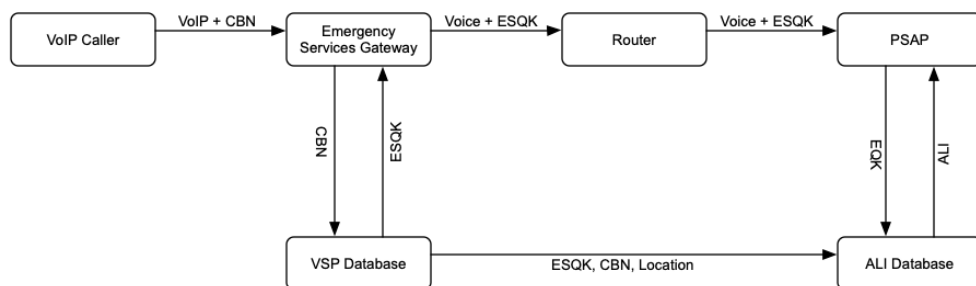 VoIP Caller
VoIP + CBN
Emergency
Services Gateway
Voice + ESQK
Router
Voice + ESQK
PSAP
CBN
ESQK
EQK
ALI
VSP Database
ESQK, CBN, Location
ALI Database